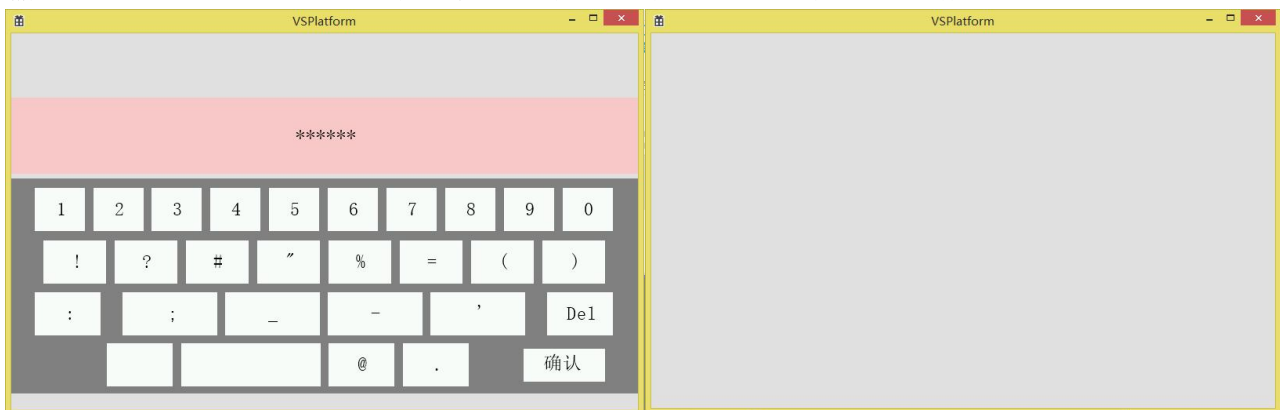 VSPlatform
VSPlatform
******
1 2 3 4 5 6 7 8 9 0
! ? # " % = ( )
: ; _ - ' Del
@ . 确认